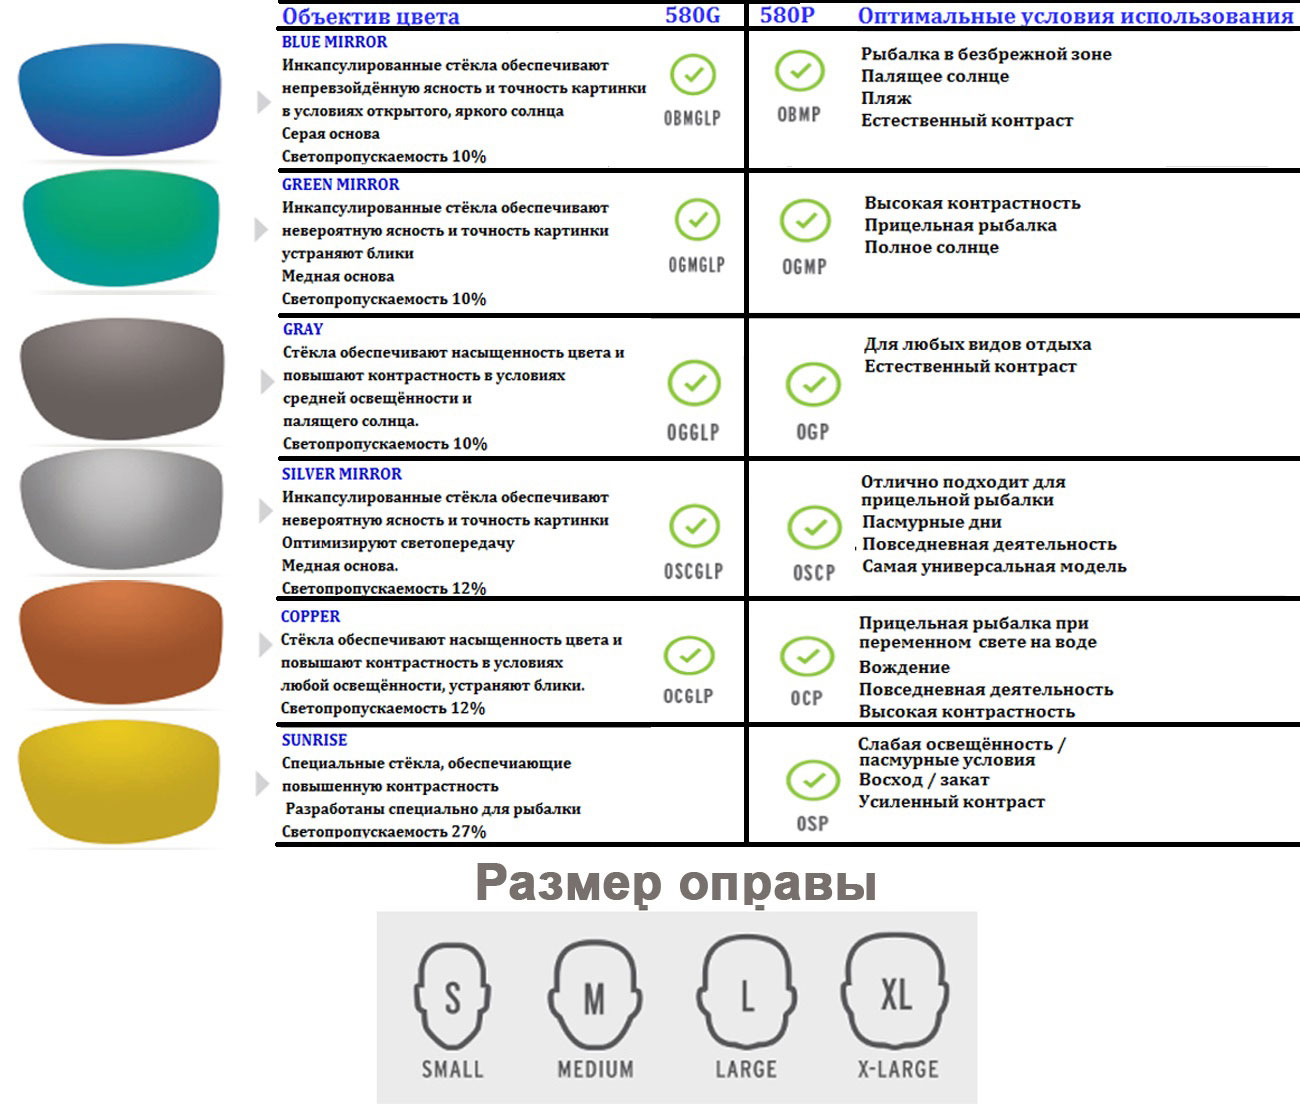 Объектив цвета 580G 580P Оптимальные условия использования
BLUE MIRROR
Инкапсулированные стёкла обеспечивают
непревзойдённую ясность и точность картинки
в условиях открытого, яркого солнца
Серая основа
Светопропускаемость 10%
OBMGLP
OBMP
Рыбалка в безбрежной зоне
Палящее солнце
Пляж
Естественный контраст
GREEN MIRROR
Инкапсулированные стёкла обеспечивают
невероятную ясность и точность картинки
устраняют блики
Медная основа
Светопропускаемость 10%
OGMGLP
OGMP
Высокая контрастность
Прицельная рыбалка
Полное солнце
GRAY
Стёкла обеспечивают насыщенность цвета и
повышают контрастность в условиях
средней освещённости и
палящего солнца.
Светопропускаемость 10%
OGGLP
OGP
Для любых видов отдыха
Естественный контраст
SILVER MIRROR
Инкапсулированные стёкла обеспечивают
невероятную ясность и точность картинки
Оптимизируют светопередачу
Медная основа.
Светопропускаемость 12%
OSCGLP
OSCP
Отлично подходит для
прицельной рыбалки
Пасмурные дни
Повседневная деятельность
Самая универсальная модель
COPPER
Стёкла обеспечивают насыщенность цвета и
повышают контрастность в условиях
любой освещённости, устраняют блики.
Светопропускаемость 12%
OCGLP
OCP
Прицельная рыбалка при
переменном свете на воде
Вождение
Повседневная деятельность
Высокая контрастность
SUNRISE
Специальные стёкла, обеспечиающие
повышенную контрастность
Разработаны специально для рыбалки
Светопропускаемость 27%
OSP
Слабая освещённость /
пасмурные условия
Восход / закат
Усиленный контраст
Размер оправы
S M L XL
SMALL MEDIUM LARGE X-LARGE